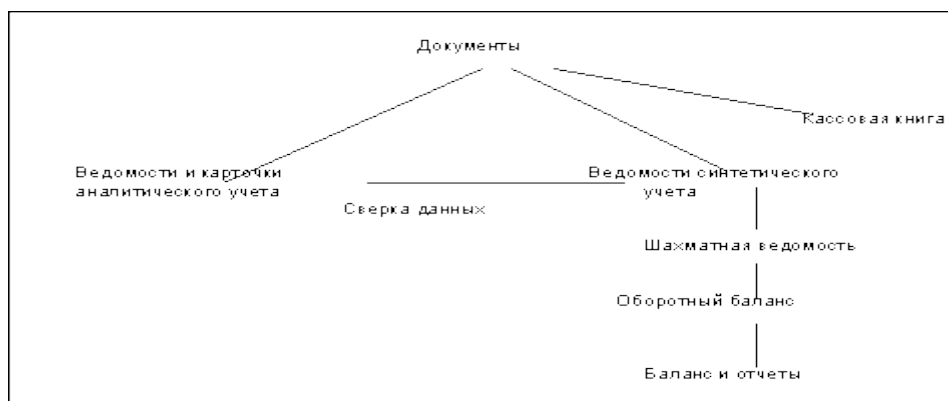 Документы
Кассовая книга
Ведомости и карточки
аналитического учета
Ведомости синтетического
учета
Сверка данных
Шахматная ведомость
Оборотный баланс
Баланс и отчеты